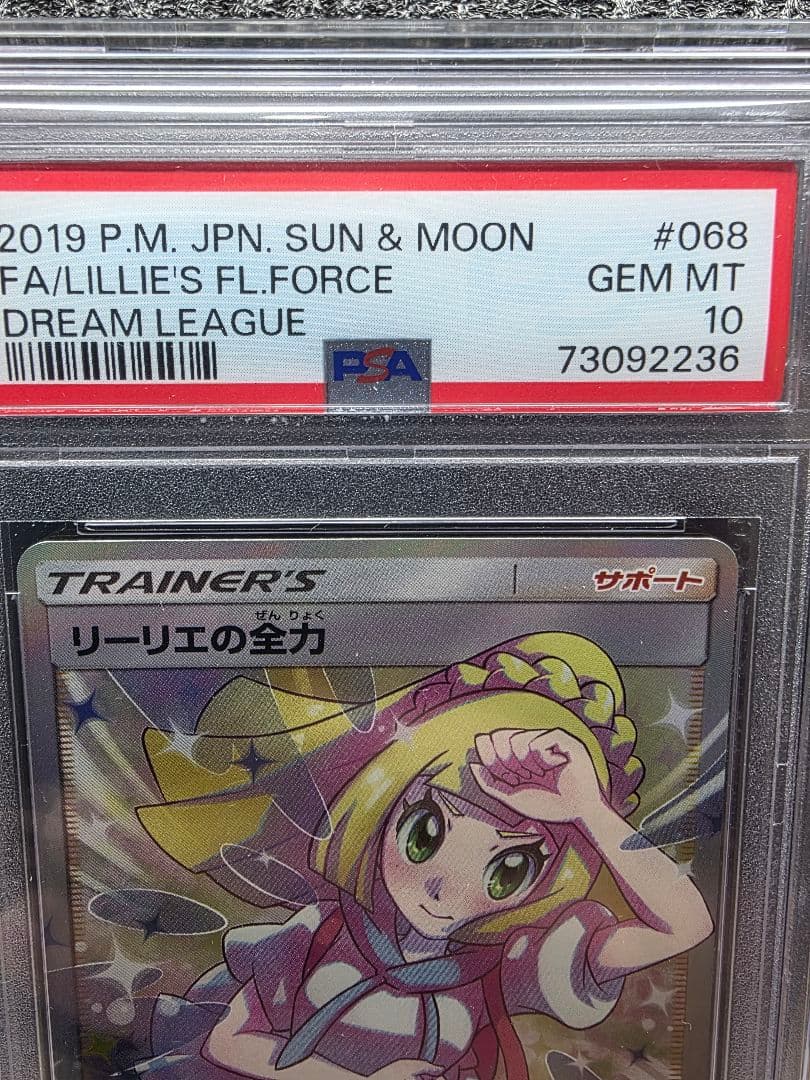 2019 P.M. JPN. SUN & MOON #068
FA/LILLIE'S FL.FORCE GEM MT
DREAM LEAGUE 10
PSA 73092236
TRAINER'S サポート
ぜん りょく
リーリエの全力